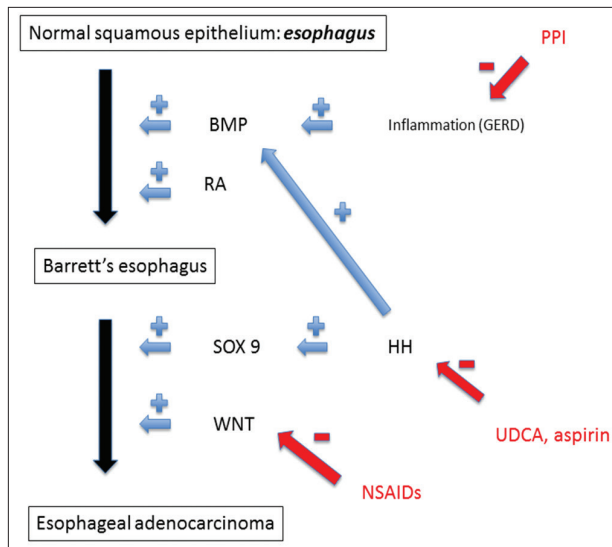 Normal squamous epithelium: esophagus
PPI
+
-
+
BMP
Inflammation (GERD)
+
RA
+
Barrett's esophagus
+
SOX 9
+
HH
-
+
WNT
-
UDCA, aspirin
NSAIDs
Esophageal adenocarcinoma